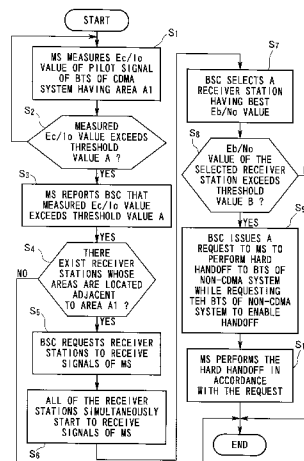 START
S1
MS MEASURES Ec/Io
VALUE OF PILOT SIGNAL
OF BTS OF CDMA
SYSTEM HAVING AREA A1
S2
MEASURED
Ec/Io VALUE EXCEEDS
THRESHOLD
VALUE A ?
YES
S3
MS REPORTS BSC THAT
MEASURED Ec/Io VALUE
EXCEEDS THRESHOLD VALUE A
YES
S4
THERE
EXIST RECEIVER
STATIONS WHOSE
AREAS ARE LOCATED
ADJACENT
TO AREA A1 ?
NO
YES
S5
BSC REQUESTS RECEIVER
STATIONS TO RECEIVE
SIGNALS OF MS
ALL OF THE RECEIVER
STATIONS SIMULTANEOUSLY
START TO RECEIVE
SIGNALS OF MS
S6
S7
BSC SELECTS A
RECEIVER STATION
HAVING BEST
Eb/No VALUE
S8
Eb/No
VALUE OF THE
SELECTED RECEIVER
STATION EXCEEDS
THRESHOLD
VALUE B ?
YES
S9
BSC ISSUES A
REQUEST TO MS TO
PERFORM HARD
HANDOFF TO BTS OF
NON-CDMA SYSTEM
WHILE REQUESTING
TEH BTS OF NON-CDMA
SYSTEM TO ENABLE
HANDOFF
MS PERFORMS THE
HARD HANDOFF IN
ACCORDANCE
WITH THE REQUEST
END